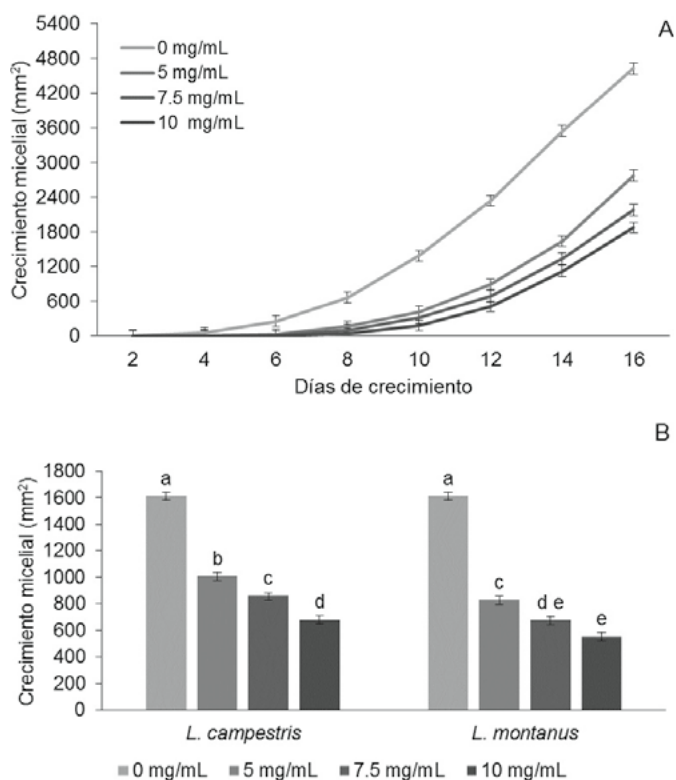 A
5400
4800
4200
3600
3000
2400
1800
1200
600
0
Crecimiento micelial (mm²)
0 mg/mL
5 mg/mL
7.5 mg/mL
10 mg/mL
2 4 6 8 10 12 14 16
Días de crecimiento
B
1800
1600
1400
1200
1000
800
600
400
200
0
Crecimiento micelial (mm²)
a b c d a c d e e
L. campestris L. montanus
0 mg/mL 5 mg/mL 7.5 mg/mL 10 mg/mL